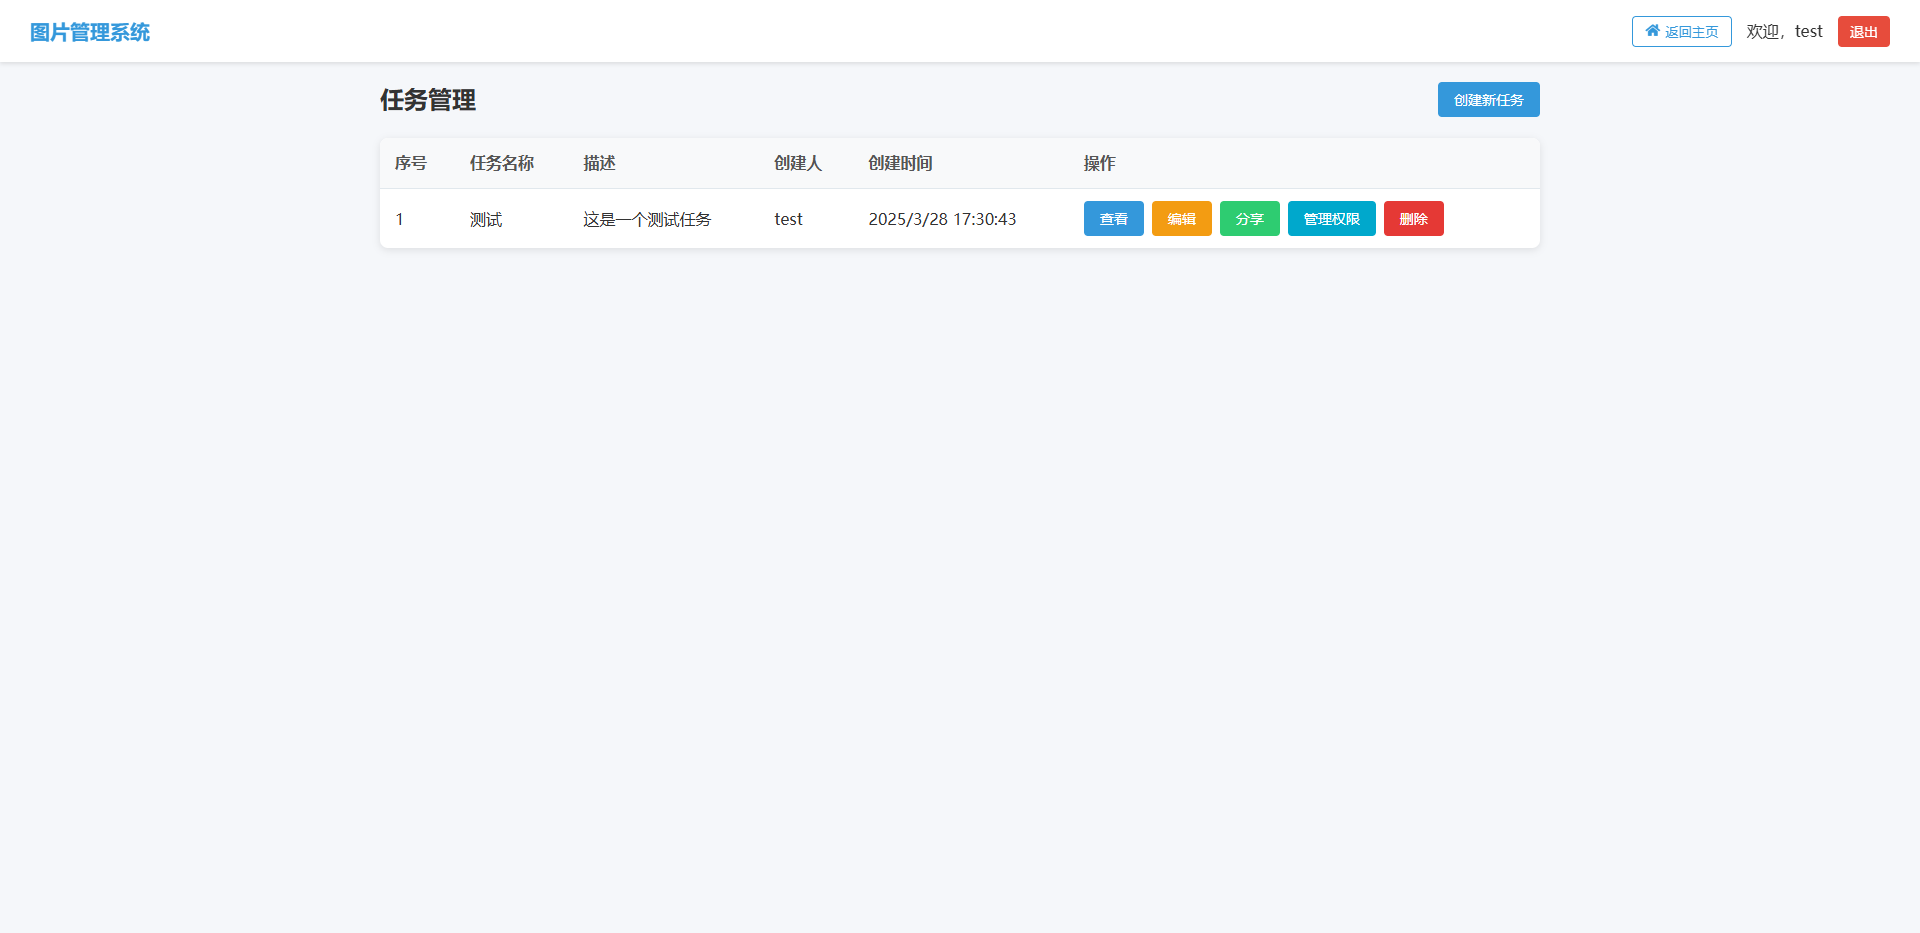 图片管理系统 返回主页 欢迎，test 退出
任务管理 创建新任务
序号 任务名称 描述 创建人 创建时间 操作
1 测试 这是一个测试任务 test 2025/3/28 17:30:43 查看 编辑 分享 管理权限 删除